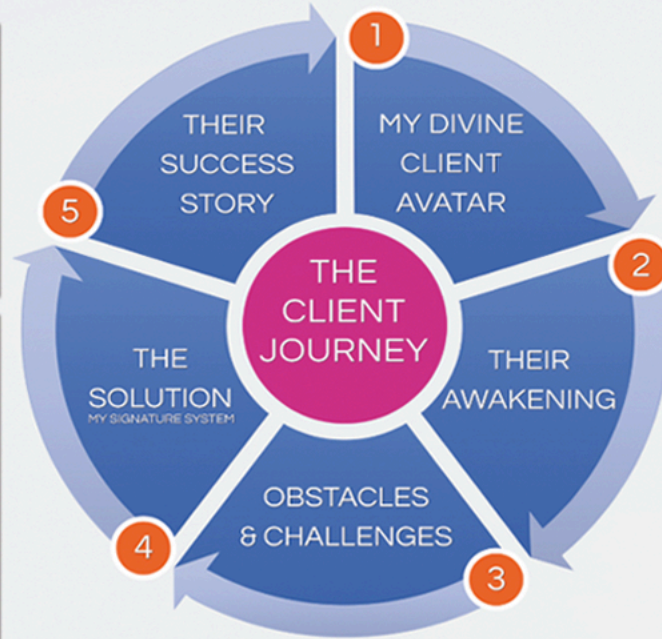 THE
CLIENT
JOURNEY
1
MY DIVINE
CLIENT
AVATAR
2
THEIR
AWAKENING
3
OBSTACLES
& CHALLENGES
4
THE
SOLUTION
MY SIGNATURE SYSTEM
5
THEIR
SUCCESS
STORY